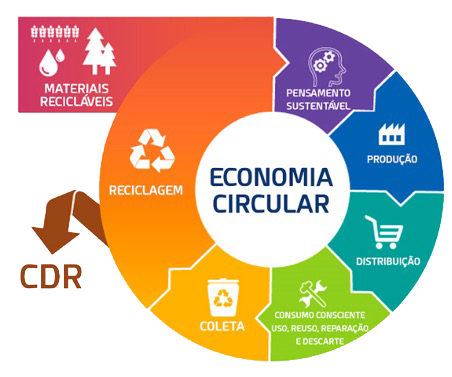 MATERIAIS
RECICLÁVEIS
PENSAMENTO
SUSTENTÁVEL
PRODUÇÃO
DISTRIBUIÇÃO
CONSUMO CONSCIENTE
USO, REUSO, REPARAÇÃO
E DESCARTE
COLETA
RECICLAGEM
ECONOMIA
CIRCULAR
CDR